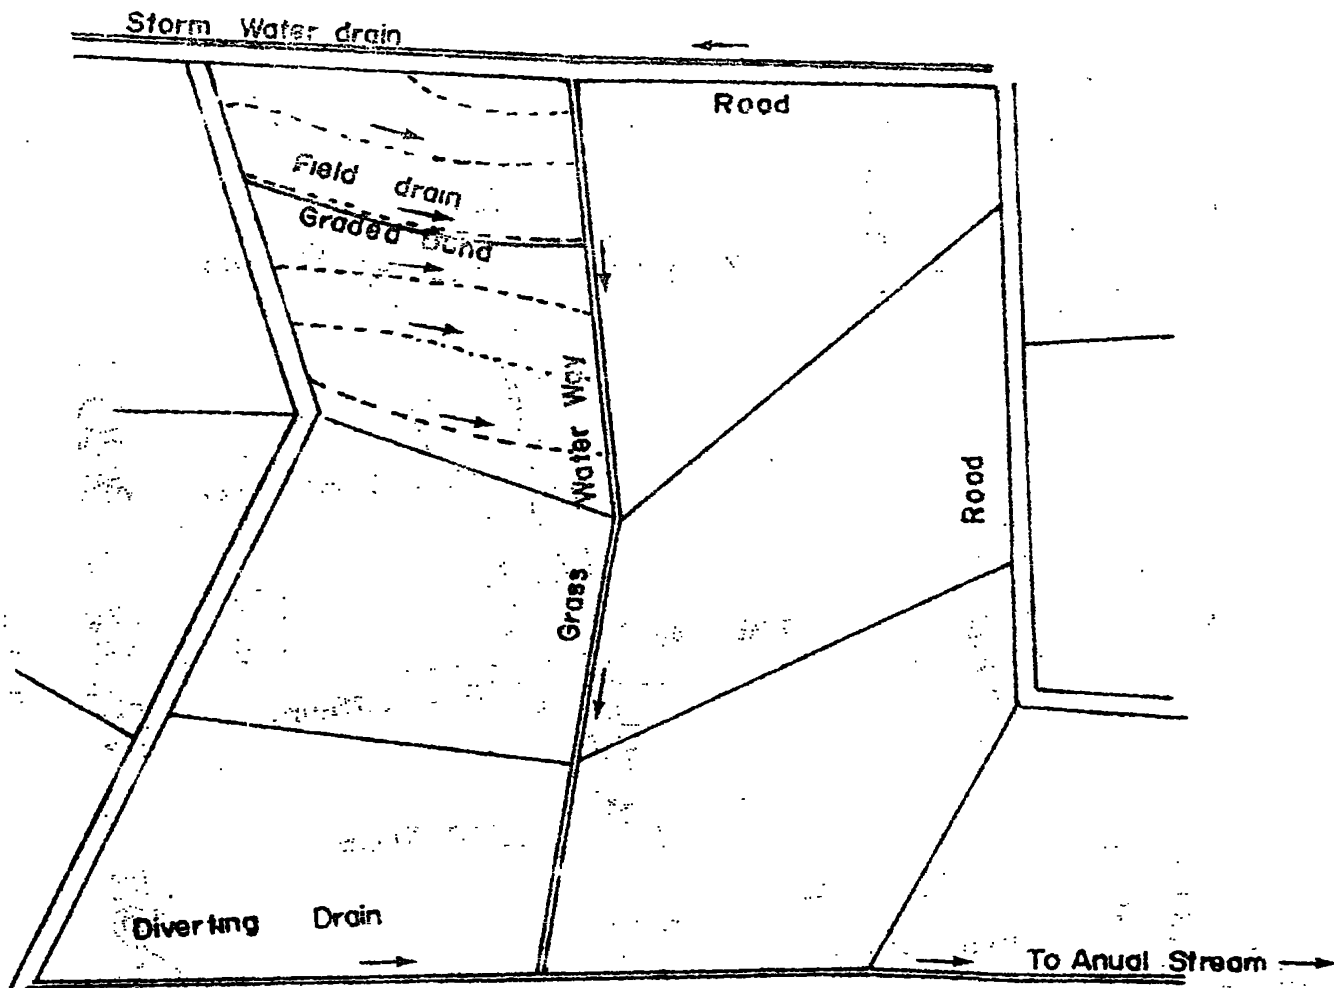 Storm Water drain
Road
Field drain
Graded Bund
Water Way
Road
Grass
Diverting Drain
To Anual Stream